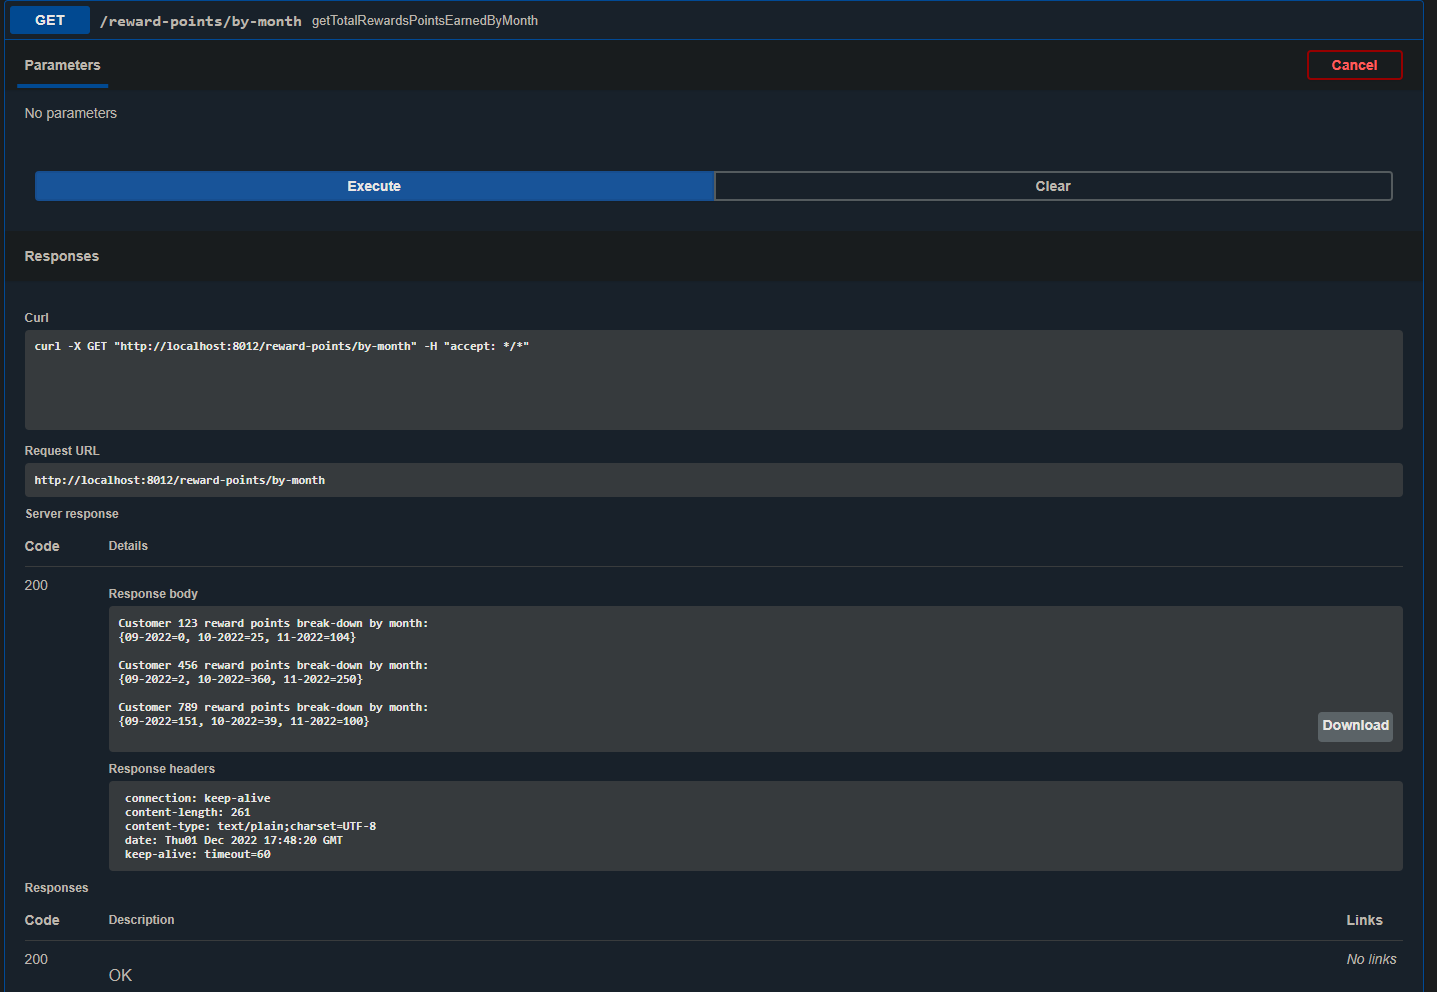 GET /reward-points/by-month getTotalRewardsPointsEarnedByMonth
Parameters Cancel
No parameters
Execute Clear
Responses
Curl
curl -X GET "http://localhost:8012/reward-points/by-month" -H "accept: */*"
Request URL
http://localhost:8012/reward-points/by-month
Server response
Code Details
200
Response body
Customer 123 reward points break-down by month:
{09-2022=0, 10-2022=25, 11-2022=104}
Customer 456 reward points break-down by month:
{09-2022=2, 10-2022=360, 11-2022=250}
Customer 789 reward points break-down by month:
{09-2022=151, 10-2022=39, 11-2022=100}
Download
Response headers
connection: keep-alive
content-length: 261
content-type: text/plain;charset=UTF-8
date: Thu01 Dec 2022 17:48:20 GMT
keep-alive: timeout=60
Responses
Code Description Links
200 No links
OK